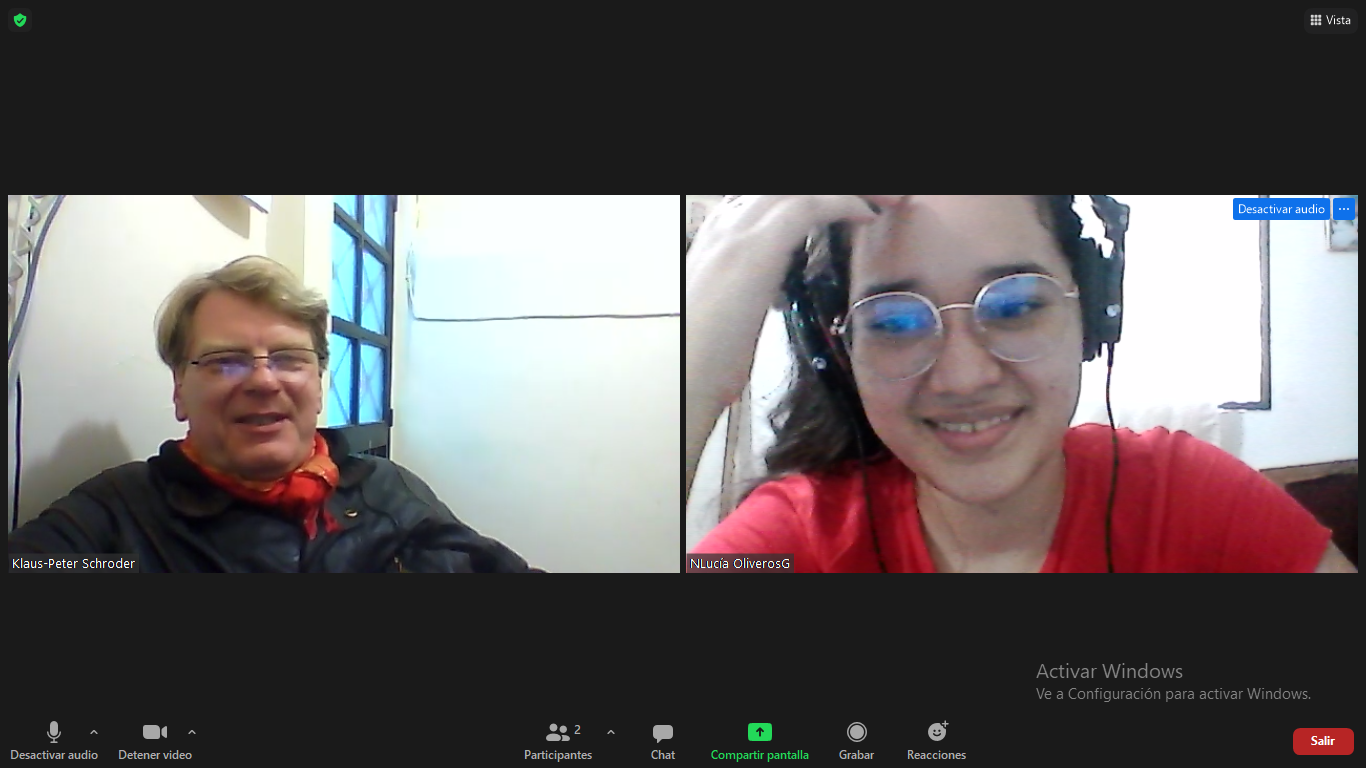 Vista
Desactivar audio ...
Klaus-Peter Schroder
NLucía OliverosG
Activar Windows
Ve a Configuración para activar Windows.
Desactivar audio
Detener video
Participantes 2
Chat
Compartir pantalla
Grabar
Reacciones
Salir